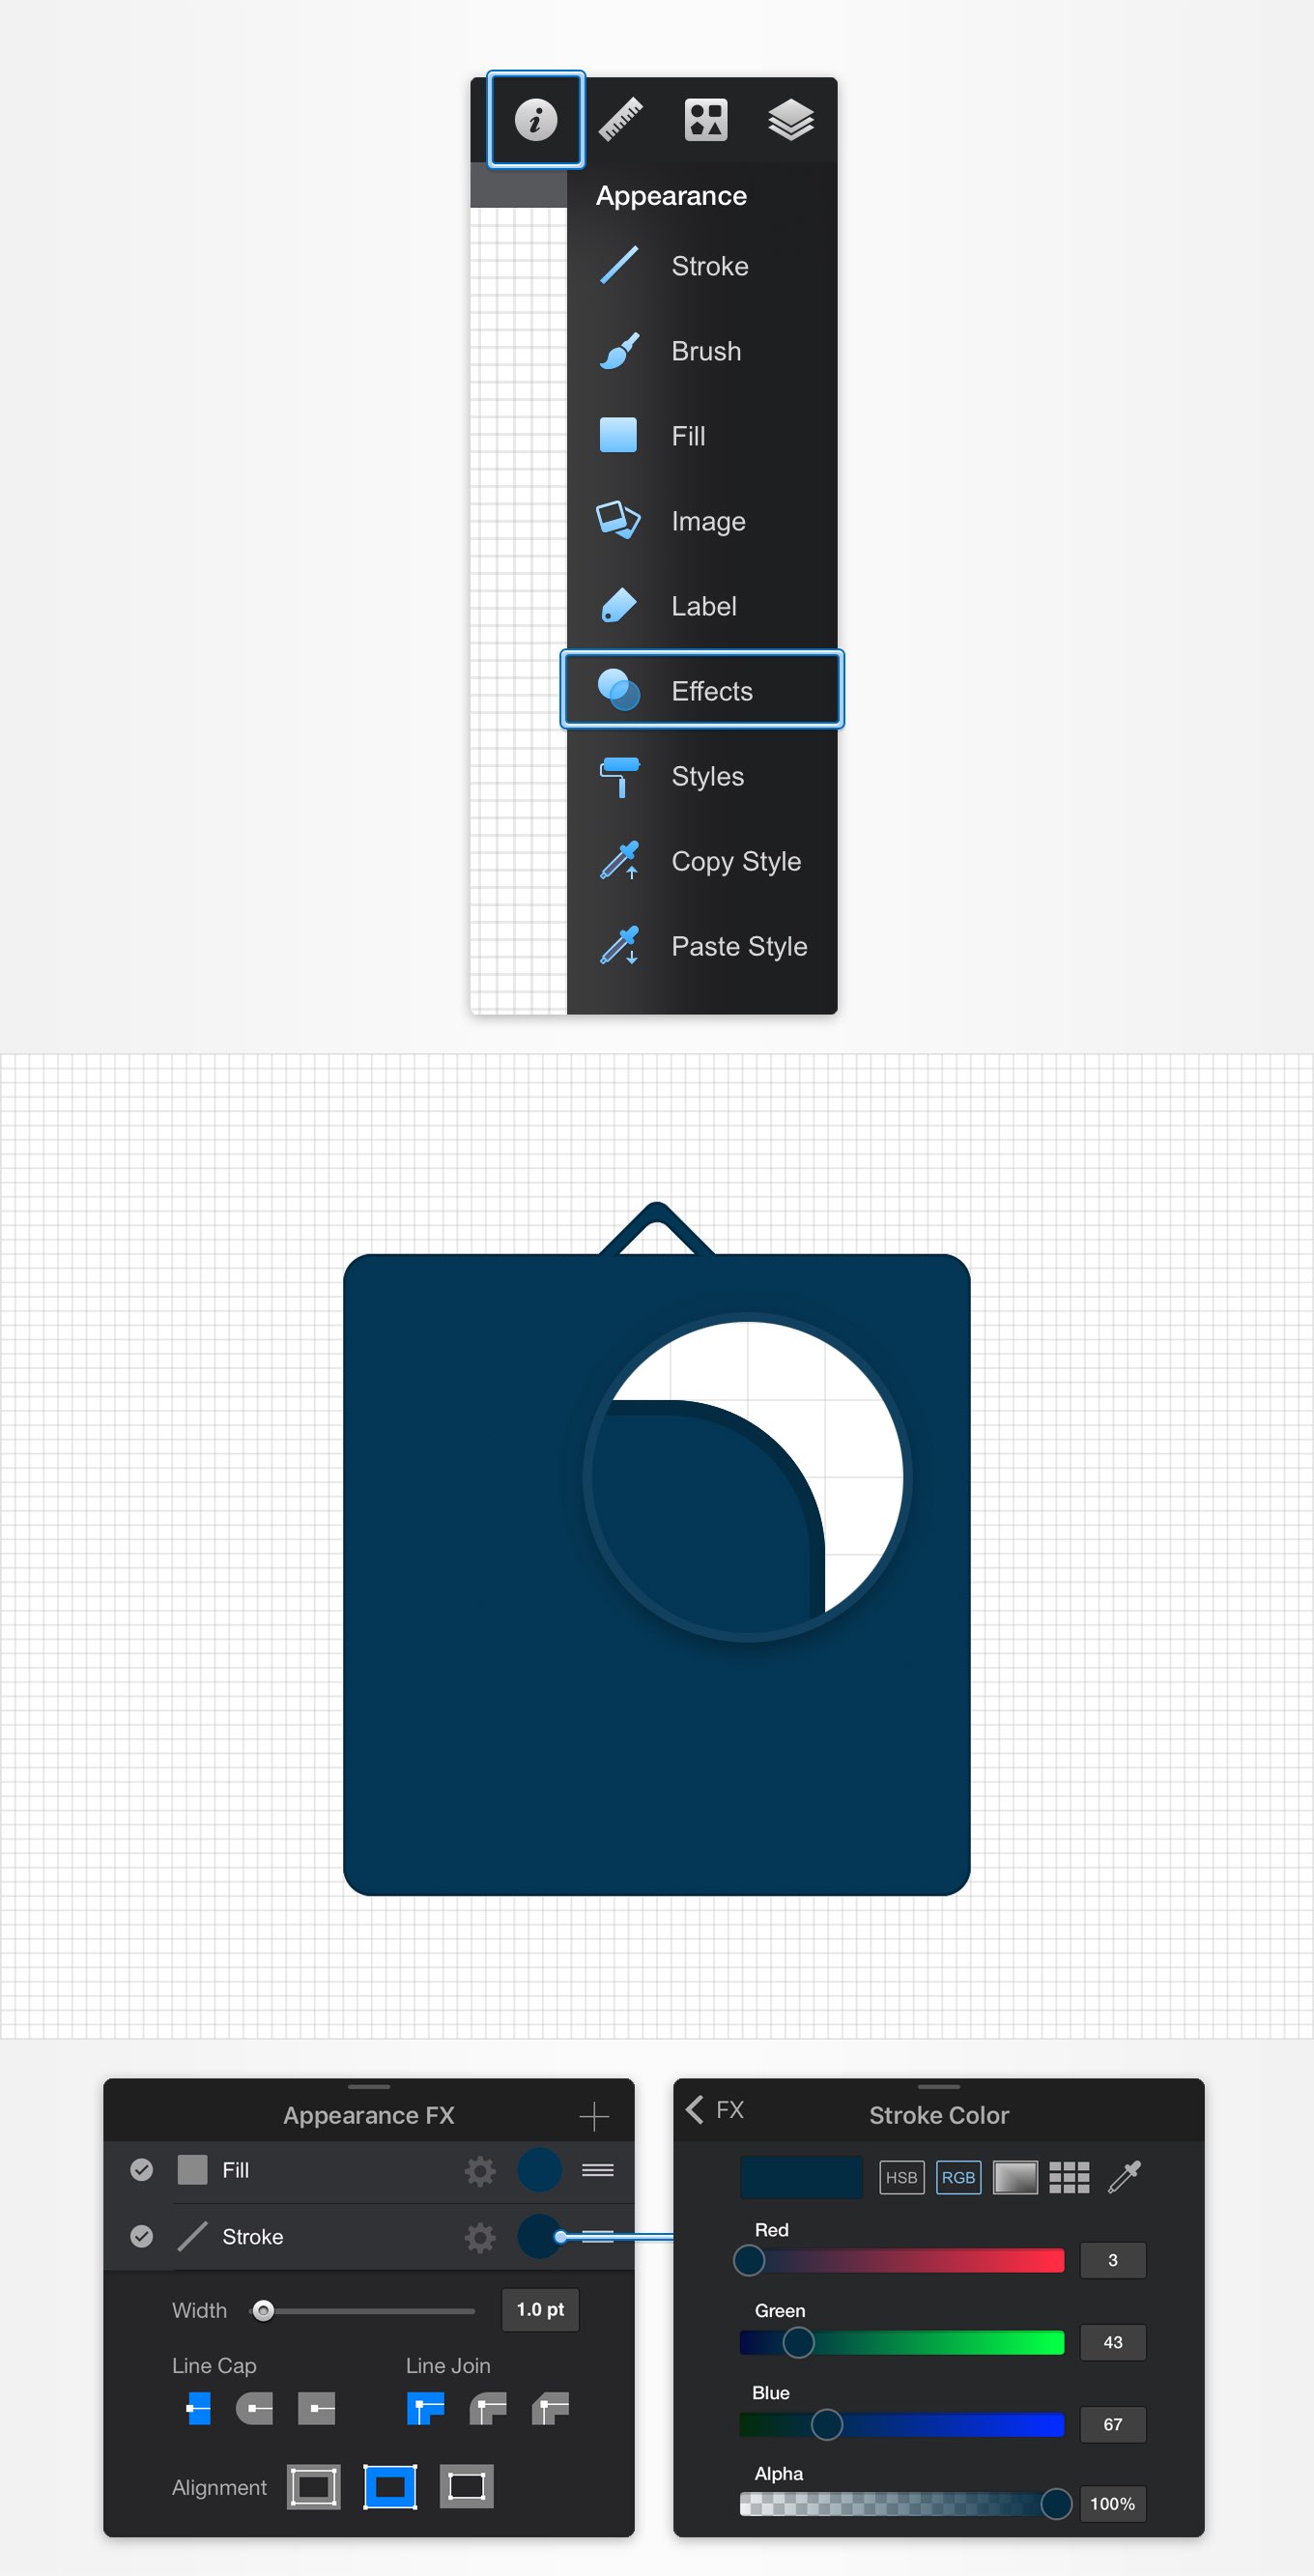 Appearance
Stroke
Brush
Fill
Image
Label
Effects
Styles
Copy Style
Paste Style
Appearance FX
Fill
Stroke
Width
1.0 pt
Line Cap
Line Join
Alignment
FX
Stroke Color
HSB
RGB
Red
3
Green
43
Blue
67
Alpha
100%